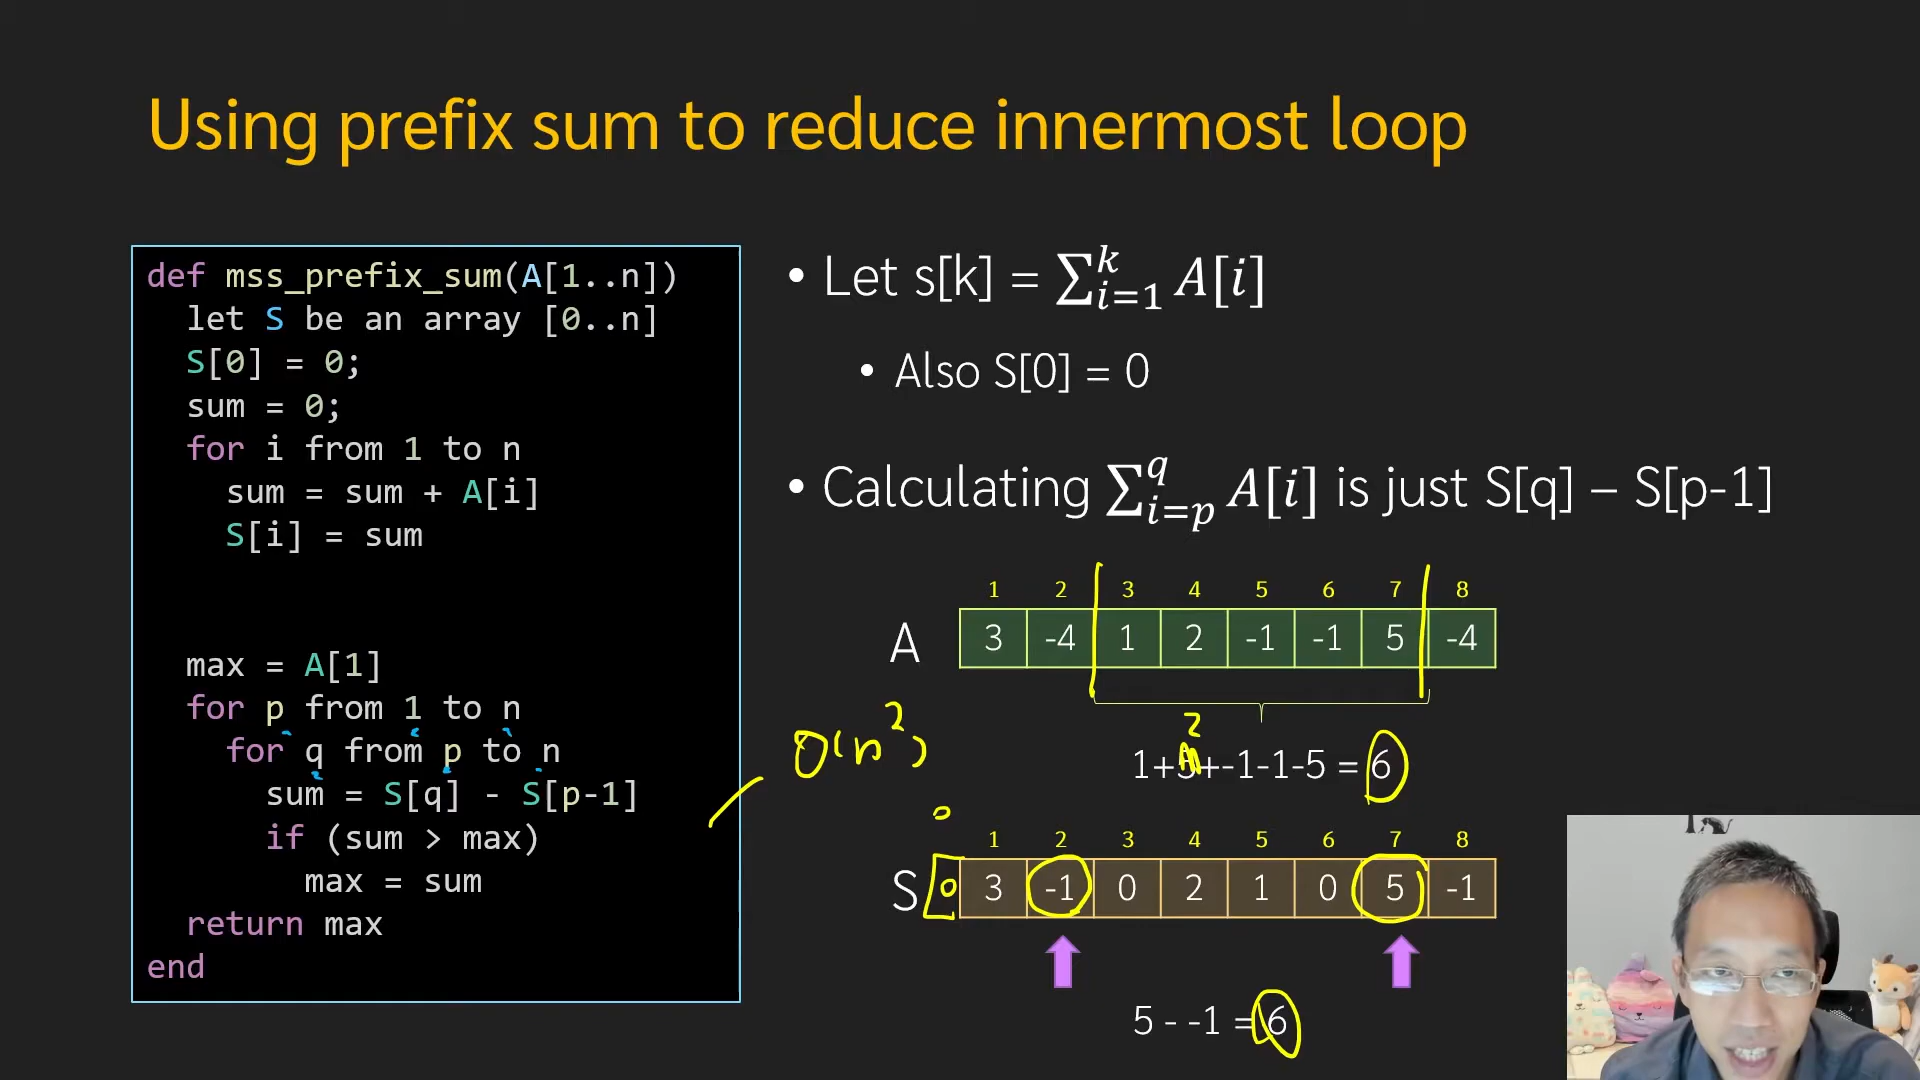 Using prefix sum to reduce innermost loop
def mss_prefix_sum(A[1..n])
let S be an array [0..n]
S[0] = 0;
sum = 0;
for i from 1 to n
sum = sum + A[i]
S[i] = sum
max = A[1]
for p from 1 to n
for q from p to n
sum = S[q] - S[p-1]
if (sum > max)
max = sum
return max
end
• Let s[k] = ∑_{i=1}^{k} A[i]
• Also S[0] = 0
• Calculating ∑_{i=p}^{q} A[i] is just S[q] – S[p-1]
1 2 3 4 5 6 7 8
A 3 -4 1 2 -1 -1 5 -4
O(n²)
2
1+3+-1-1-5 = 6
0
1 2 3 4 5 6 7 8
S 0 3 -1 0 2 1 0 5 -1
5 - -1 = 6